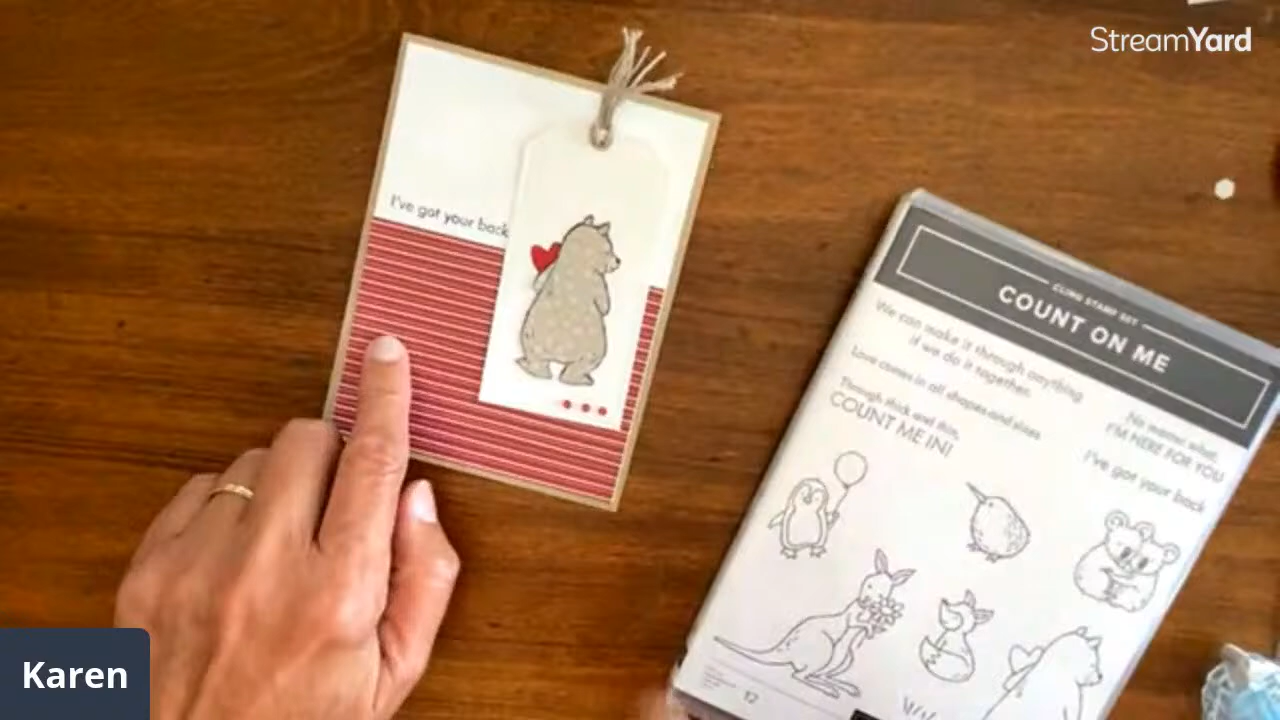 StreamYard
I've got your back
CLING STAMP SET
COUNT ON ME
We can make it through anything
if we do it together.
Love comes in all shapes and sizes
Through thick and thin,
COUNT ME IN!
No matter what,
I'M HERE FOR YOU
I've got your back
17
Karen